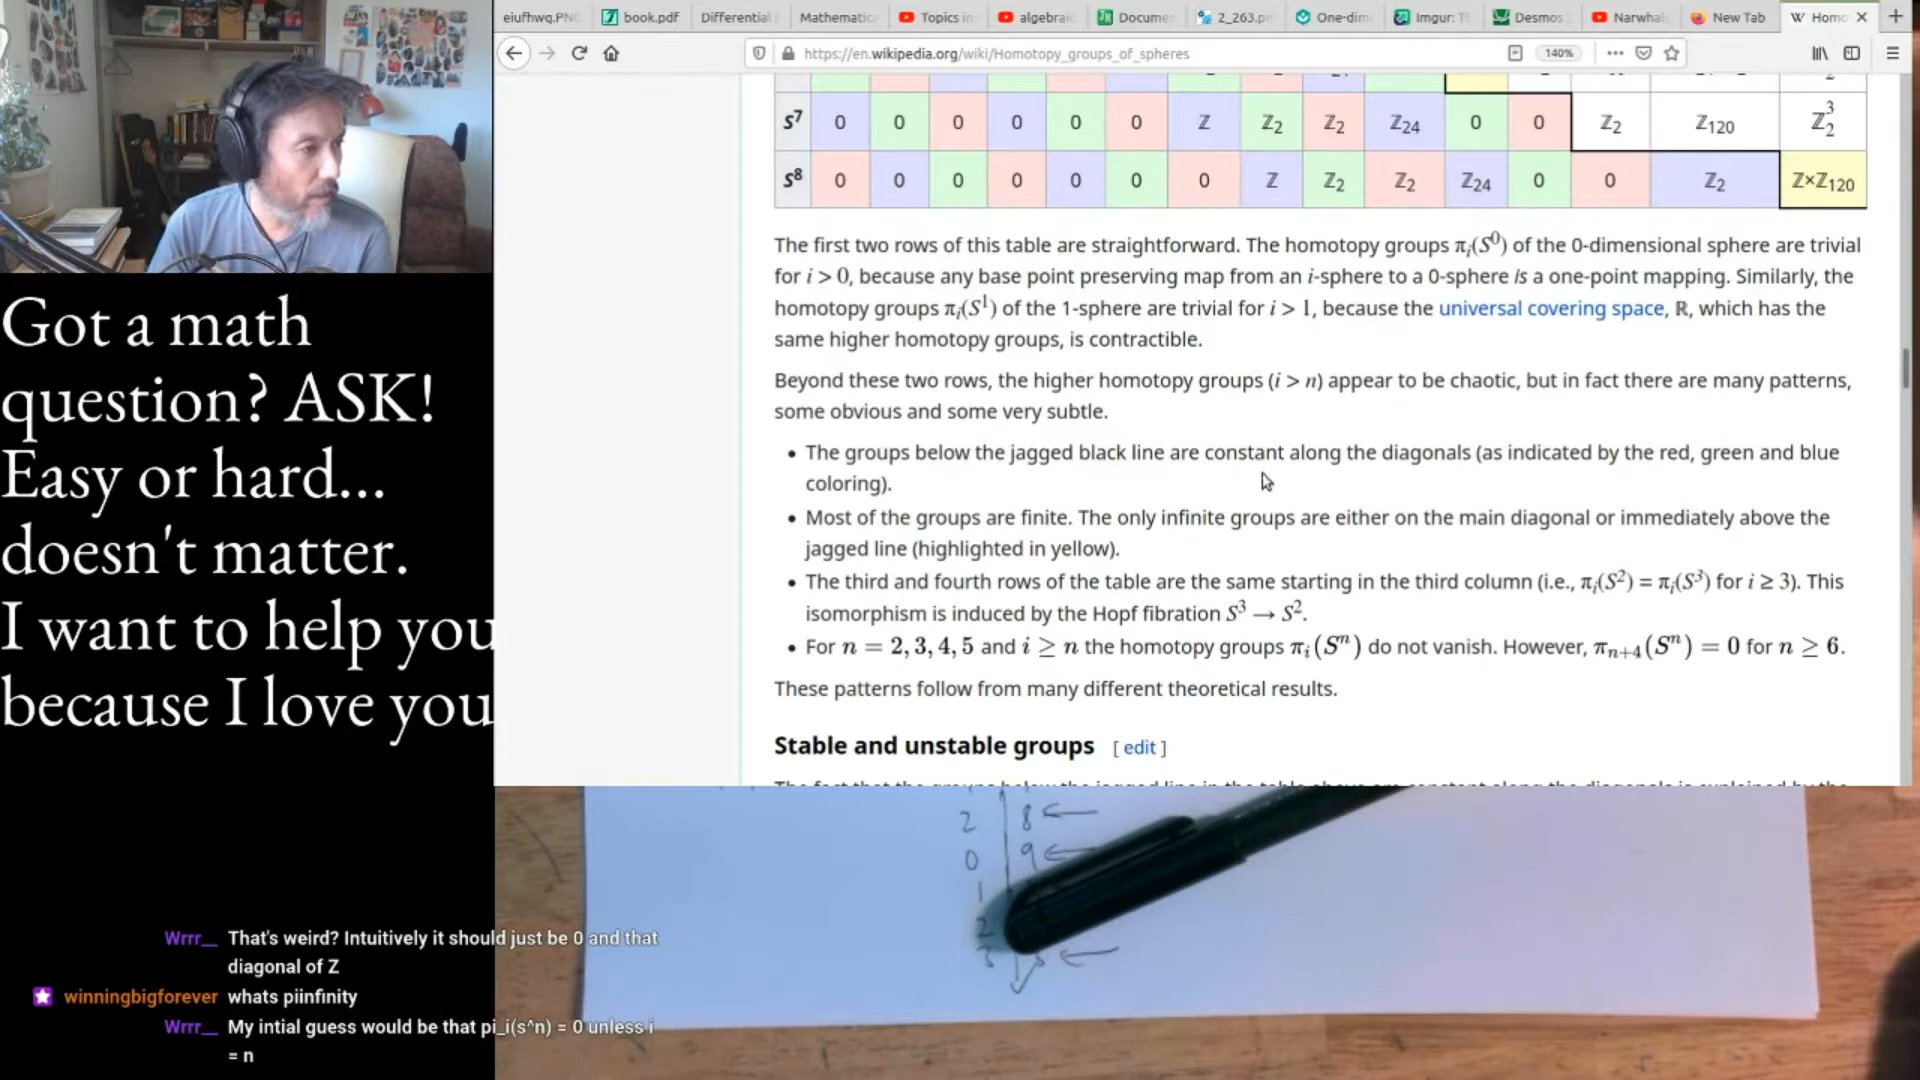 eiufhwq.PN
book.pdf
Differential
Mathematic
Topics in
algebraic
Docume
2_263.p
One-dim
Imgur: T
Desmos
Narwhal
New Tab
Homo
https://en.wikipedia.org/wiki/Homotopy_groups_of_spheres
140%
S⁷ 0 0 0 0 0 0 ℤ ℤ₂ ℤ₂ ℤ₂₄ 0 0 ℤ₂ ℤ₁₂₀ ℤ₂³
S⁸ 0 0 0 0 0 0 0 ℤ ℤ₂ ℤ₂ ℤ₂₄ 0 0 ℤ₂ ℤ×ℤ₁₂₀
The first two rows of this table are straightforward. The homotopy groups πᵢ(S⁰) of the 0-dimensional sphere are trivial
for i > 0, because any base point preserving map from an i-sphere to a 0-sphere is a one-point mapping. Similarly, the
homotopy groups πᵢ(S¹) of the 1-sphere are trivial for i > 1, because the universal covering space, ℝ, which has the
same higher homotopy groups, is contractible.
Beyond these two rows, the higher homotopy groups (i > n) appear to be chaotic, but in fact there are many patterns,
some obvious and some very subtle.
• The groups below the jagged black line are constant along the diagonals (as indicated by the red, green and blue
coloring).
• Most of the groups are finite. The only infinite groups are either on the main diagonal or immediately above the
jagged line (highlighted in yellow).
• The third and fourth rows of the table are the same starting in the third column (i.e., πᵢ(S²) = πᵢ(S³) for i ≥ 3). This
isomorphism is induced by the Hopf fibration S³ → S².
• For n = 2, 3, 4, 5 and i ≥ n the homotopy groups πᵢ(Sⁿ) do not vanish. However, πₙ₊₄(Sⁿ) = 0 for n ≥ 6.
These patterns follow from many different theoretical results.
Stable and unstable groups [ edit ]
Got a math
question? ASK!
Easy or hard...
doesn't matter.
I want to help you
because I love you
2 8 ←
0 9 ←
1
2
Wrrr__ That's weird? Intuitively it should just be 0 and that
diagonal of Z
winningbigforever whats piinfinity
Wrrr__ My intial guess would be that pi_i(s^n) = 0 unless i
= n